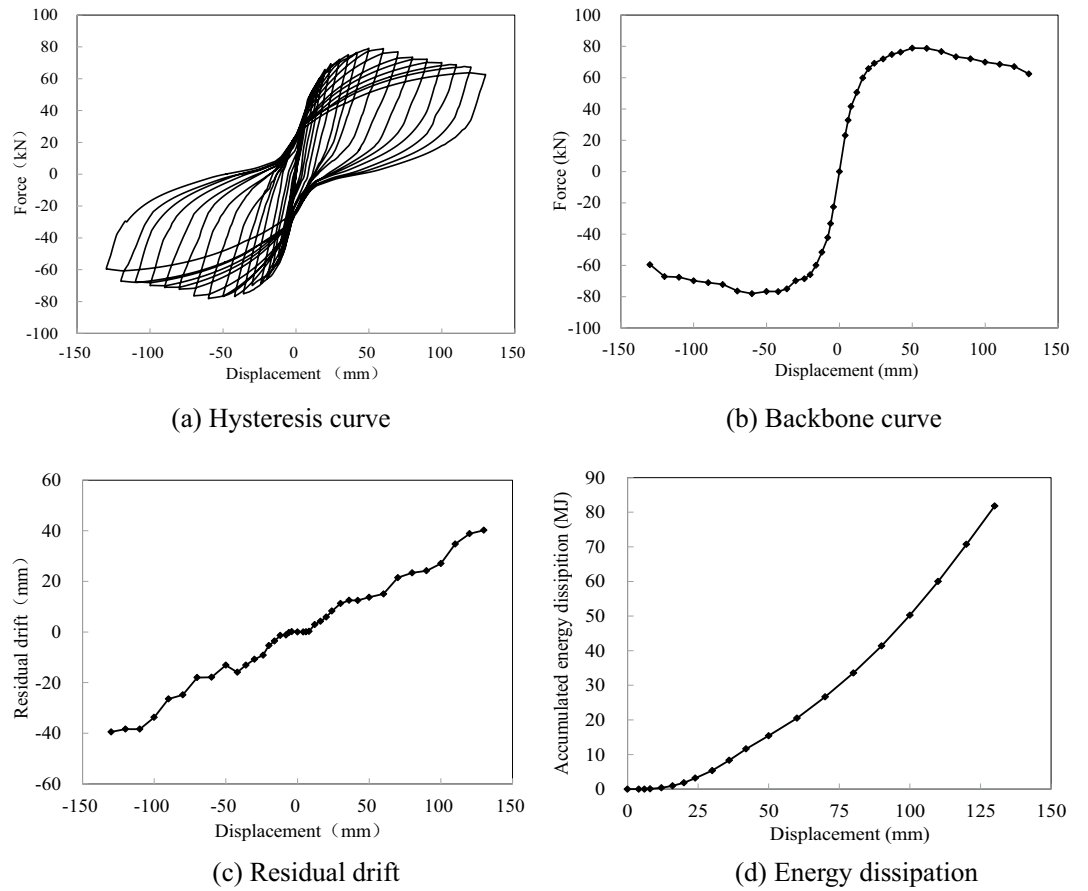 100
80
60
40
20
0
-20
-40
-60
-80
-100
Force（kN）
-150 -100 -50 0 50 100 150
Displacement （mm）
(a) Hysteresis curve
100
80
60
40
20
0
-20
-40
-60
-80
-100
Force (kN)
-150 -100 -50 0 50 100 150
Displacement (mm)
(b) Backbone curve
60
40
20
0
-20
-40
-60
Residual drift（mm）
-150 -100 -50 0 50 100 150
Displacement（mm）
(c) Residual drift
90
80
70
60
50
40
30
20
10
0
Accumulated energy dissipition (MJ)
0 25 50 75 100 125 150
Displacement (mm)
(d) Energy dissipation